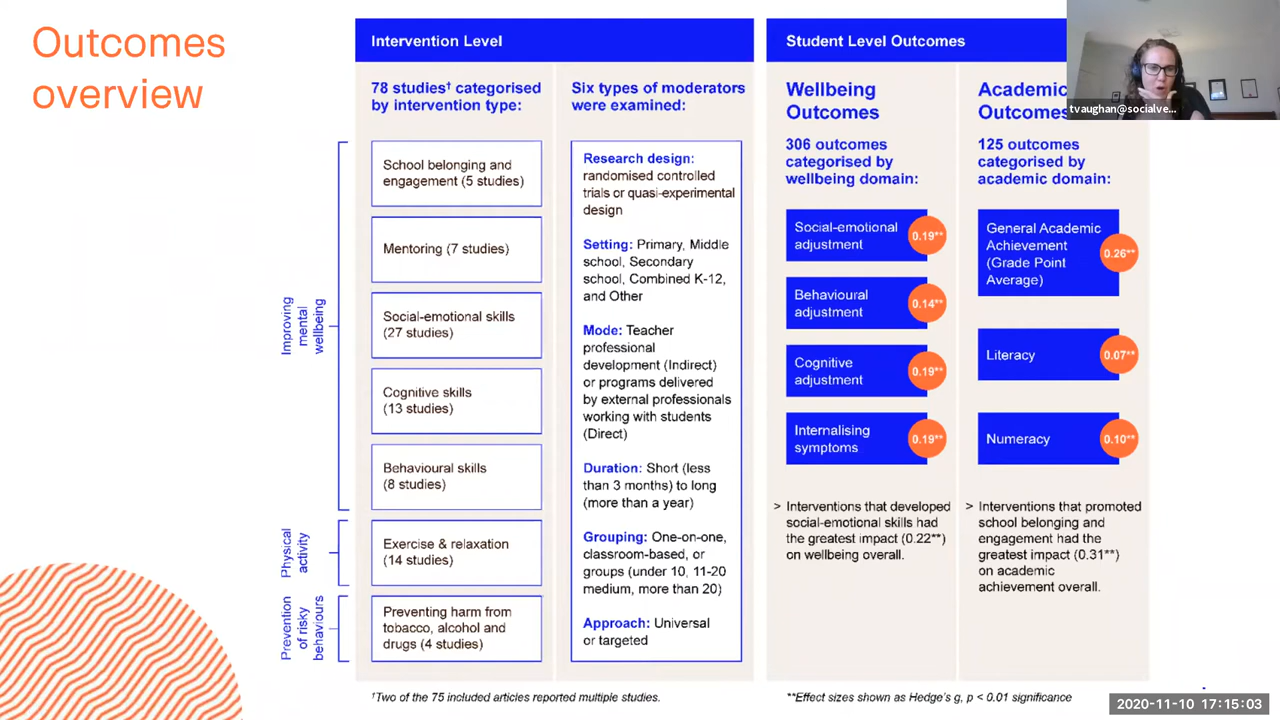 Outcomes
overview
Intervention Level
78 studies† categorised
by intervention type:
Improving
mental
wellbeing
School belonging and
engagement (5 studies)
Mentoring (7 studies)
Social-emotional skills
(27 studies)
Cognitive skills
(13 studies)
Behavioural skills
(8 studies)
Physical
activity
Exercise & relaxation
(14 studies)
Prevention
of risky
behaviours
Preventing harm from
tobacco, alcohol and
drugs (4 studies)
Six types of moderators
were examined:
Research design:
randomised controlled
trials or quasi-experimental
design
Setting: Primary, Middle
school, Secondary
school, Combined K-12,
and Other
Mode: Teacher
professional
development (Indirect)
or programs delivered
by external professionals
working with students
(Direct)
Duration: Short (less
than 3 months) to long
(more than a year)
Grouping: One-on-one,
classroom-based, or
groups (under 10, 11-20
medium, more than 20)
Approach: Universal
or targeted
†Two of the 75 included articles reported multiple studies.
Student Level Outcomes
Wellbeing
Outcomes
306 outcomes
categorised by
wellbeing domain:
Social-emotional
adjustment
0.19**
Behavioural
adjustment
0.14**
Cognitive
adjustment
0.19**
Internalising
symptoms
0.19**
> Interventions that developed
social-emotional skills had
the greatest impact (0.22**)
on wellbeing overall.
Academic
Outcomes
125 outcomes
categorised by
academic domain:
General Academic
Achievement
(Grade Point
Average)
0.26**
Literacy
0.07**
Numeracy
0.10**
> Interventions that promoted
school belonging and
engagement had the
greatest impact (0.31**)
on academic
achievement overall.
**Effect sizes shown as Hedge's g, p < 0.01 significance
tvaughan@socialve...
2020-11-10 17:15:03